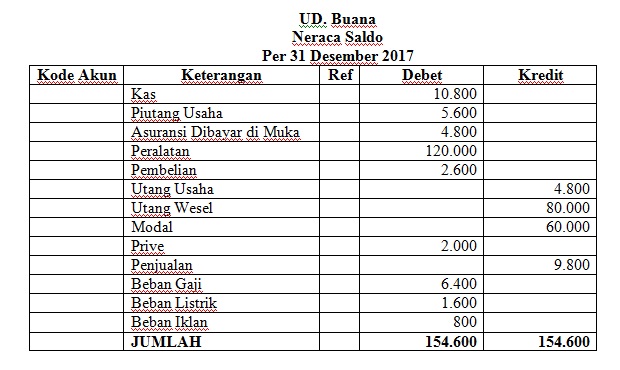 UD. Buana
Neraca Saldo
Per 31 Desember 2017
Kode Akun Keterangan Ref Debet Kredit
Kas 10.800
Piutang Usaha 5.600
Asuransi Dibayar di Muka 4.800
Peralatan 120.000
Pembelian 2.600
Utang Usaha 4.800
Utang Wesel 80.000
Modal 60.000
Prive 2.000
Penjualan 9.800
Beban Gaji 6.400
Beban Listrik 1.600
Beban Iklan 800
JUMLAH 154.600 154.600